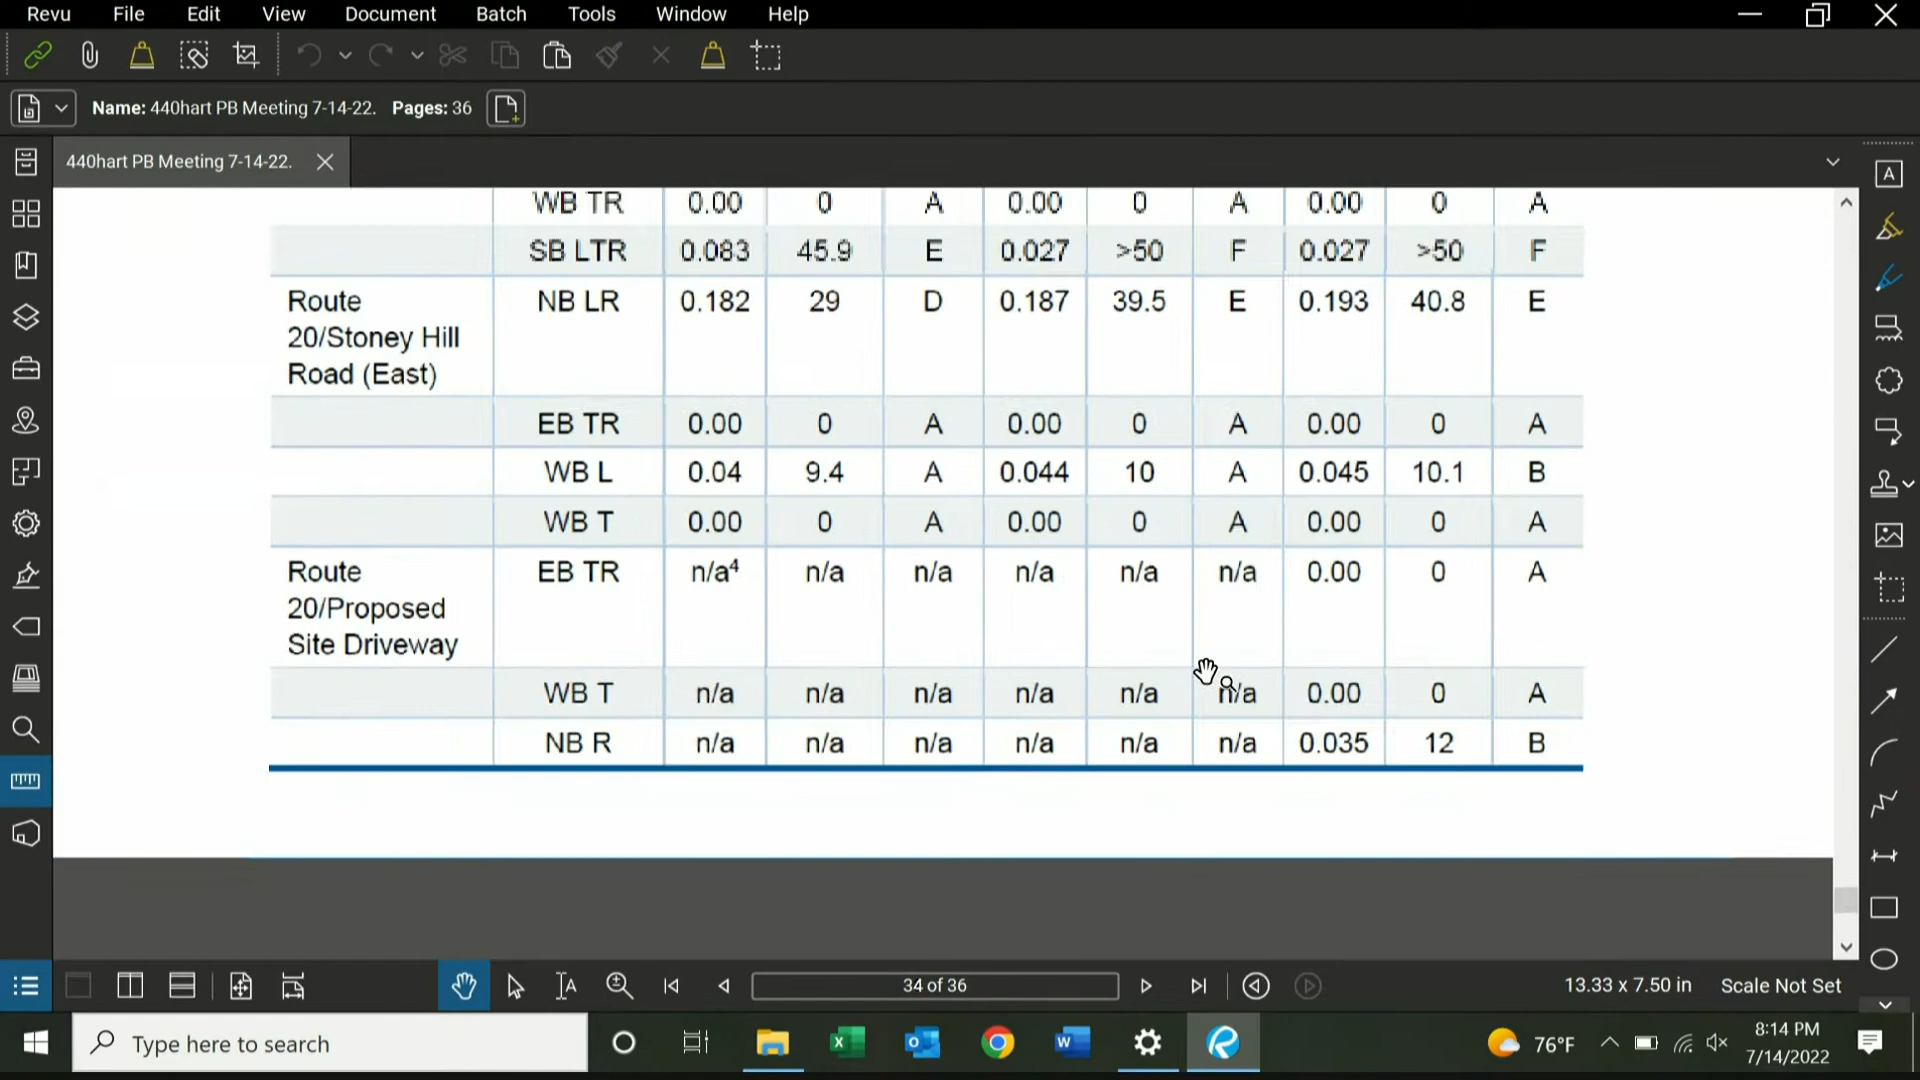 Revu File Edit View Document Batch Tools Window Help
Name: 440hart PB Meeting 7-14-22. Pages: 36
440hart PB Meeting 7-14-22.
WB TR 0.00 0 A 0.00 0 A 0.00 0 A
SB LTR 0.083 45.9 E 0.027 >50 F 0.027 >50 F
Route NB LR 0.182 29 D 0.187 39.5 E 0.193 40.8 E
20/Stoney Hill
Road (East)
EB TR 0.00 0 A 0.00 0 A 0.00 0 A
WB L 0.04 9.4 A 0.044 10 A 0.045 10.1 B
WB T 0.00 0 A 0.00 0 A 0.00 0 A
Route EB TR n/a⁴ n/a n/a n/a n/a n/a 0.00 0 A
20/Proposed
Site Driveway
WB T n/a n/a n/a n/a n/a n/a 0.00 0 A
NB R n/a n/a n/a n/a n/a n/a 0.035 12 B
34 of 36 13.33 x 7.50 in Scale Not Set
Type here to search 76°F 8:14 PM
7/14/2022